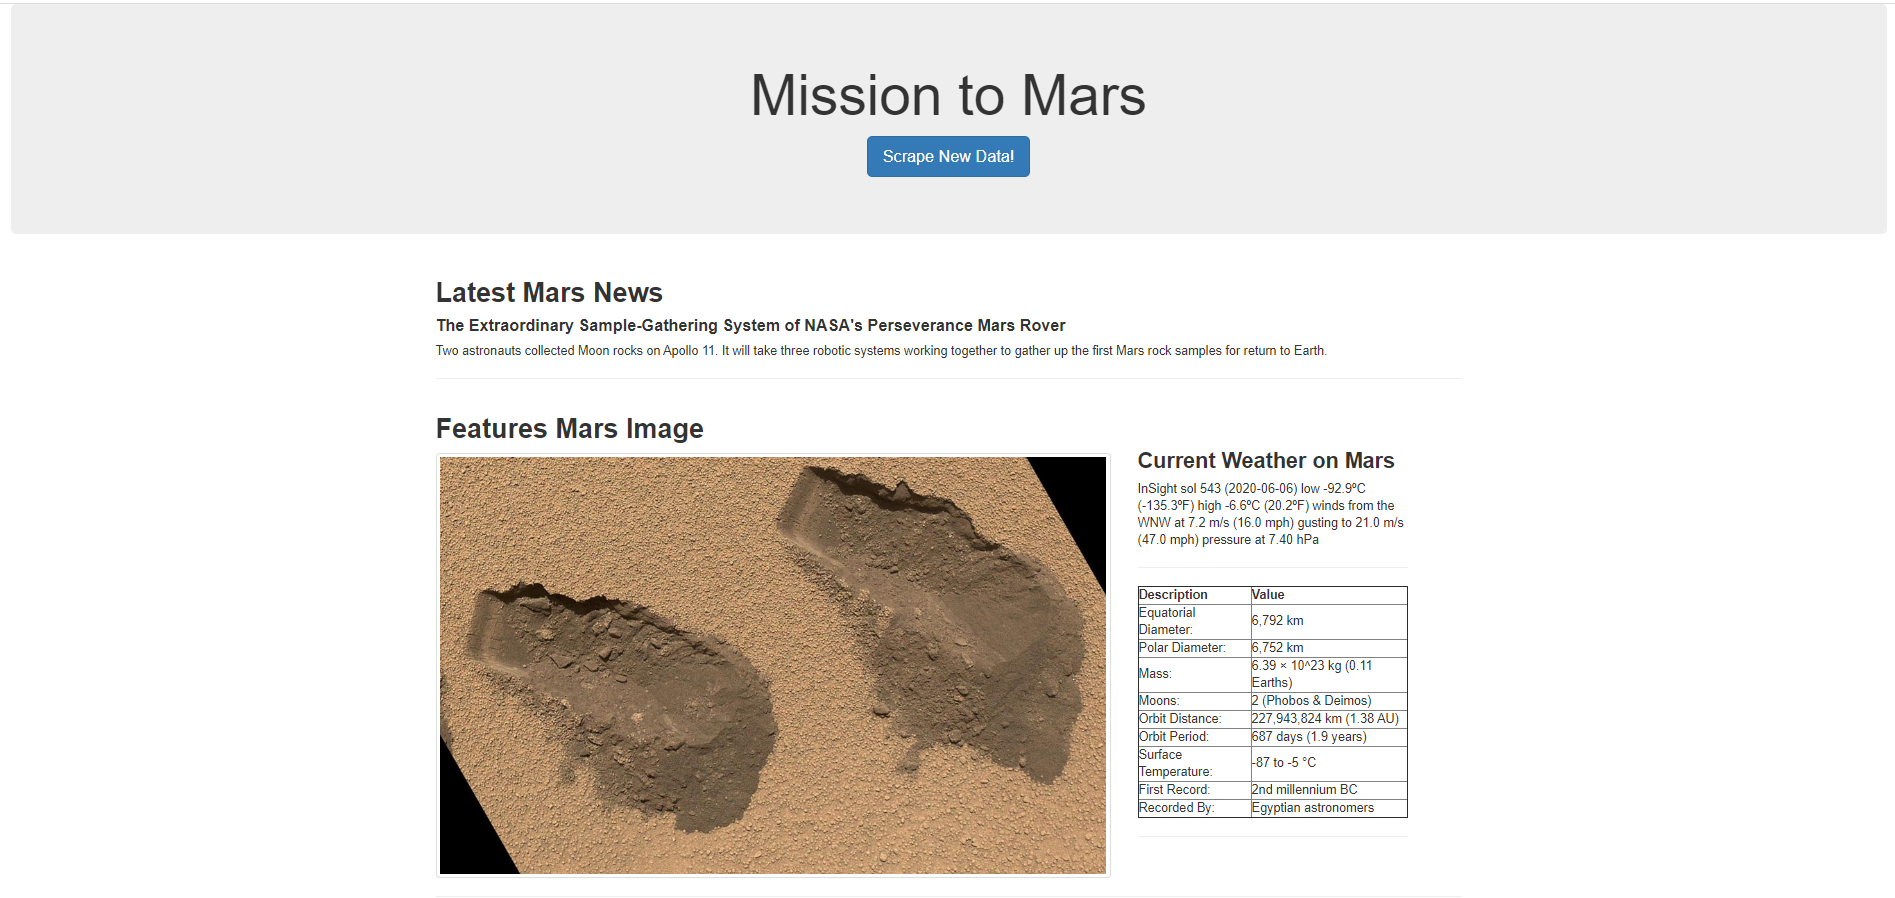 Mission to Mars
Scrape New Data!
Latest Mars News
The Extraordinary Sample-Gathering System of NASA's Perseverance Mars Rover
Two astronauts collected Moon rocks on Apollo 11. It will take three robotic systems working together to gather up the first Mars rock samples for return to Earth.
Features Mars Image
Current Weather on Mars
InSight sol 543 (2020-06-06) low -92.9ºC
(-135.3ºF) high -6.6ºC (20.2ºF) winds from the
WNW at 7.2 m/s (16.0 mph) gusting to 21.0 m/s
(47.0 mph) pressure at 7.40 hPa
Description Value
Equatorial
Diameter: 6,792 km
Polar Diameter: 6,752 km
Mass: 6.39 × 10^23 kg (0.11
Earths)
Moons: 2 (Phobos & Deimos)
Orbit Distance: 227,943,824 km (1.38 AU)
Orbit Period: 687 days (1.9 years)
Surface
Temperature: -87 to -5 °C
First Record: 2nd millennium BC
Recorded By: Egyptian astronomers